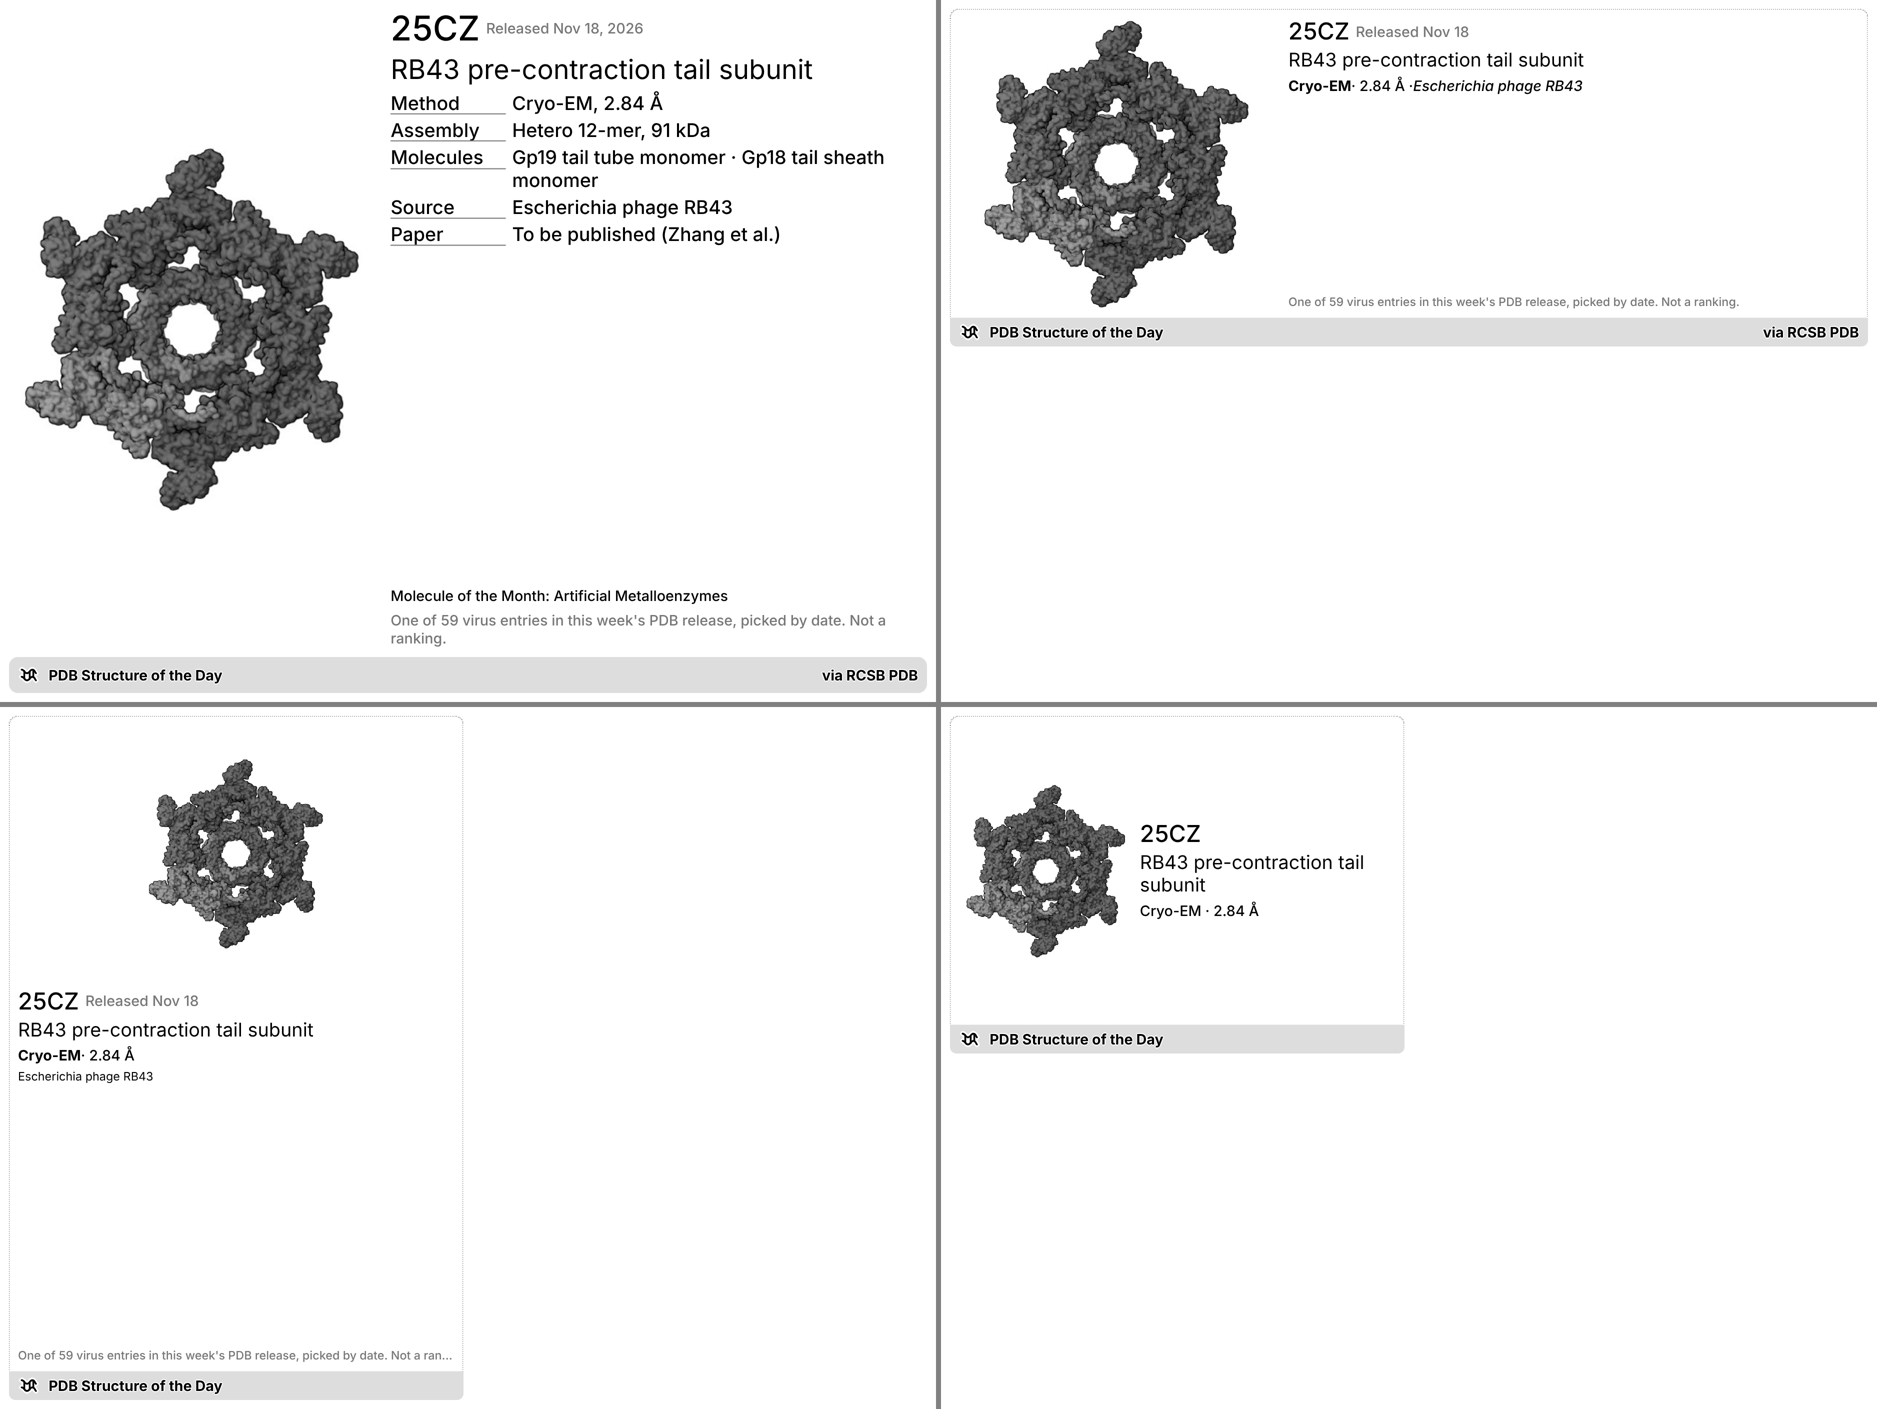 25CZ Released Nov 18, 2026
RB43 pre-contraction tail subunit
Method Cryo-EM, 2.84 Å
Assembly Hetero 12-mer, 91 kDa
Molecules Gp19 tail tube monomer · Gp18 tail sheath
monomer
Source Escherichia phage RB43
Paper To be published (Zhang et al.)
Molecule of the Month: Artificial Metalloenzymes
One of 59 virus entries in this week's PDB release, picked by date. Not a
ranking.
PDB Structure of the Day via RCSB PDB
25CZ Released Nov 18
RB43 pre-contraction tail subunit
Cryo-EM· 2.84 Å ·Escherichia phage RB43
One of 59 virus entries in this week's PDB release, picked by date. Not a ranking.
PDB Structure of the Day via RCSB PDB
25CZ Released Nov 18
RB43 pre-contraction tail subunit
Cryo-EM· 2.84 Å
Escherichia phage RB43
One of 59 virus entries in this week's PDB release, picked by date. Not a ran...
PDB Structure of the Day
25CZ
RB43 pre-contraction tail
subunit
Cryo-EM · 2.84 Å
PDB Structure of the Day